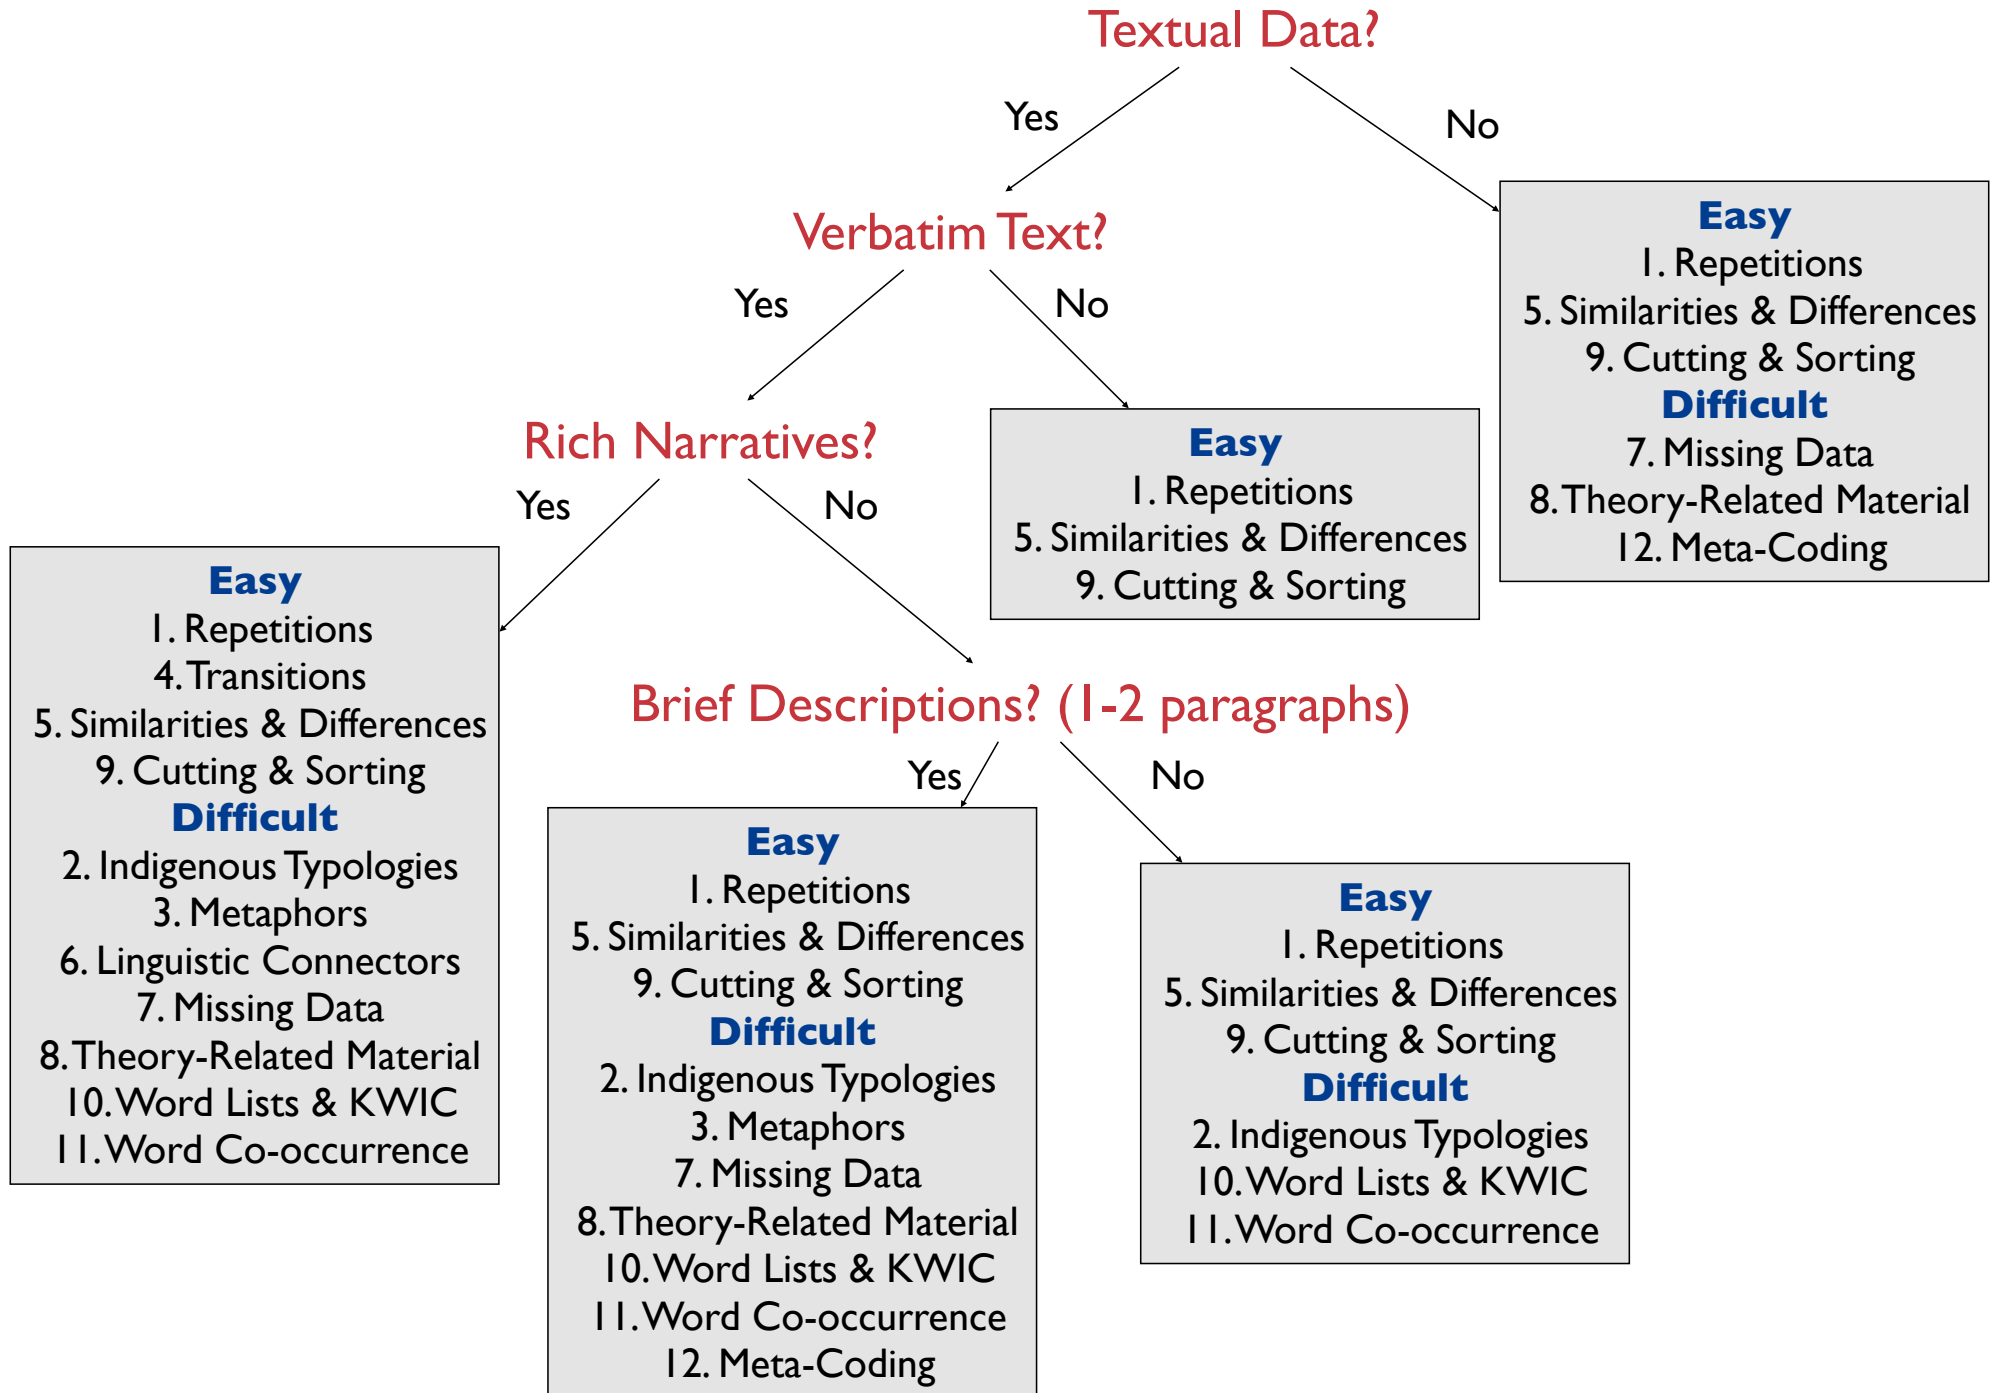 Textual Data?
Yes
No
Verbatim Text?
Yes
No
Easy
1. Repetitions
5. Similarities & Differences
9. Cutting & Sorting
Difficult
7. Missing Data
8. Theory-Related Material
12. Meta-Coding
Rich Narratives?
Yes
No
Easy
1. Repetitions
5. Similarities & Differences
9. Cutting & Sorting
Easy
1. Repetitions
4. Transitions
5. Similarities & Differences
9. Cutting & Sorting
Difficult
2. Indigenous Typologies
3. Metaphors
6. Linguistic Connectors
7. Missing Data
8. Theory-Related Material
10. Word Lists & KWIC
11. Word Co-occurrence
Brief Descriptions? (1-2 paragraphs)
Yes
No
Easy
1. Repetitions
5. Similarities & Differences
9. Cutting & Sorting
Difficult
2. Indigenous Typologies
3. Metaphors
7. Missing Data
8. Theory-Related Material
10. Word Lists & KWIC
11. Word Co-occurrence
12. Meta-Coding
Easy
1. Repetitions
5. Similarities & Differences
9. Cutting & Sorting
Difficult
2. Indigenous Typologies
10. Word Lists & KWIC
11. Word Co-occurrence